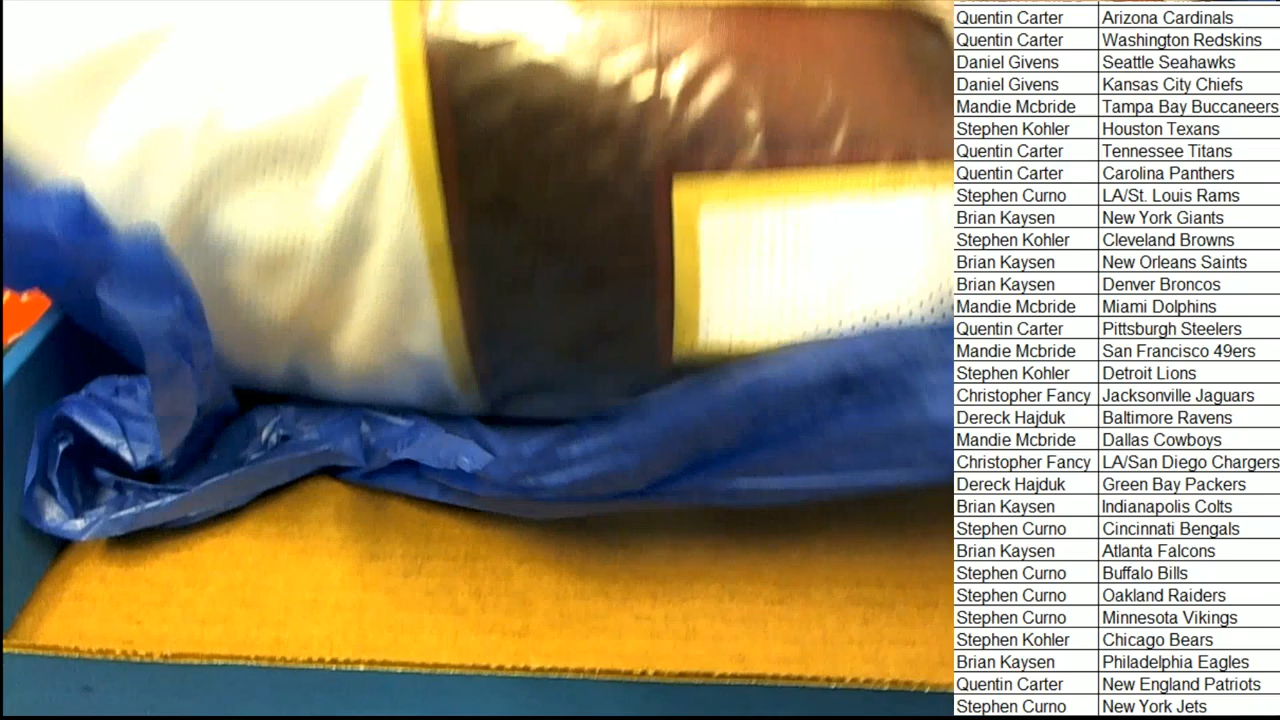 Quentin Carter Arizona Cardinals
Quentin Carter Washington Redskins
Daniel Givens Seattle Seahawks
Daniel Givens Kansas City Chiefs
Mandie Mcbride Tampa Bay Buccaneers
Stephen Kohler Houston Texans
Quentin Carter Tennessee Titans
Quentin Carter Carolina Panthers
Stephen Curno LA/St. Louis Rams
Brian Kaysen New York Giants
Stephen Kohler Cleveland Browns
Brian Kaysen New Orleans Saints
Brian Kaysen Denver Broncos
Mandie Mcbride Miami Dolphins
Quentin Carter Pittsburgh Steelers
Mandie Mcbride San Francisco 49ers
Stephen Kohler Detroit Lions
Christopher Fancy Jacksonville Jaguars
Dereck Hajduk Baltimore Ravens
Mandie Mcbride Dallas Cowboys
Christopher Fancy LA/San Diego Chargers
Dereck Hajduk Green Bay Packers
Brian Kaysen Indianapolis Colts
Stephen Curno Cincinnati Bengals
Brian Kaysen Atlanta Falcons
Stephen Curno Buffalo Bills
Stephen Curno Oakland Raiders
Stephen Curno Minnesota Vikings
Stephen Kohler Chicago Bears
Brian Kaysen Philadelphia Eagles
Quentin Carter New England Patriots
Stephen Curno New York Jets